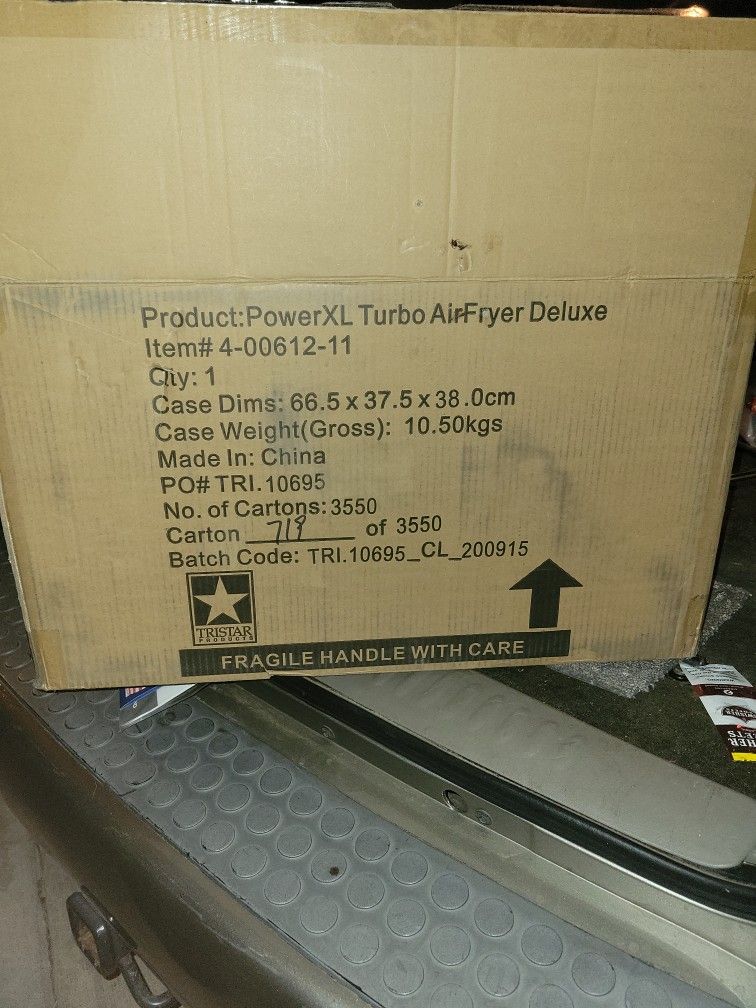 Product:PowerXL Turbo AirFryer Deluxe
Item# 4-00612-11
Qty: 1
Case Dims: 66.5 x 37.5 x 38.0cm
Case Weight(Gross): 10.50kgs
Made In: China
PO# TRI.10695
No. of Cartons: 3550
Carton 719 of 3550
Batch Code: TRI.10695_CL_200915
TRISTAR
PRODUCTS
FRAGILE HANDLE WITH CARE